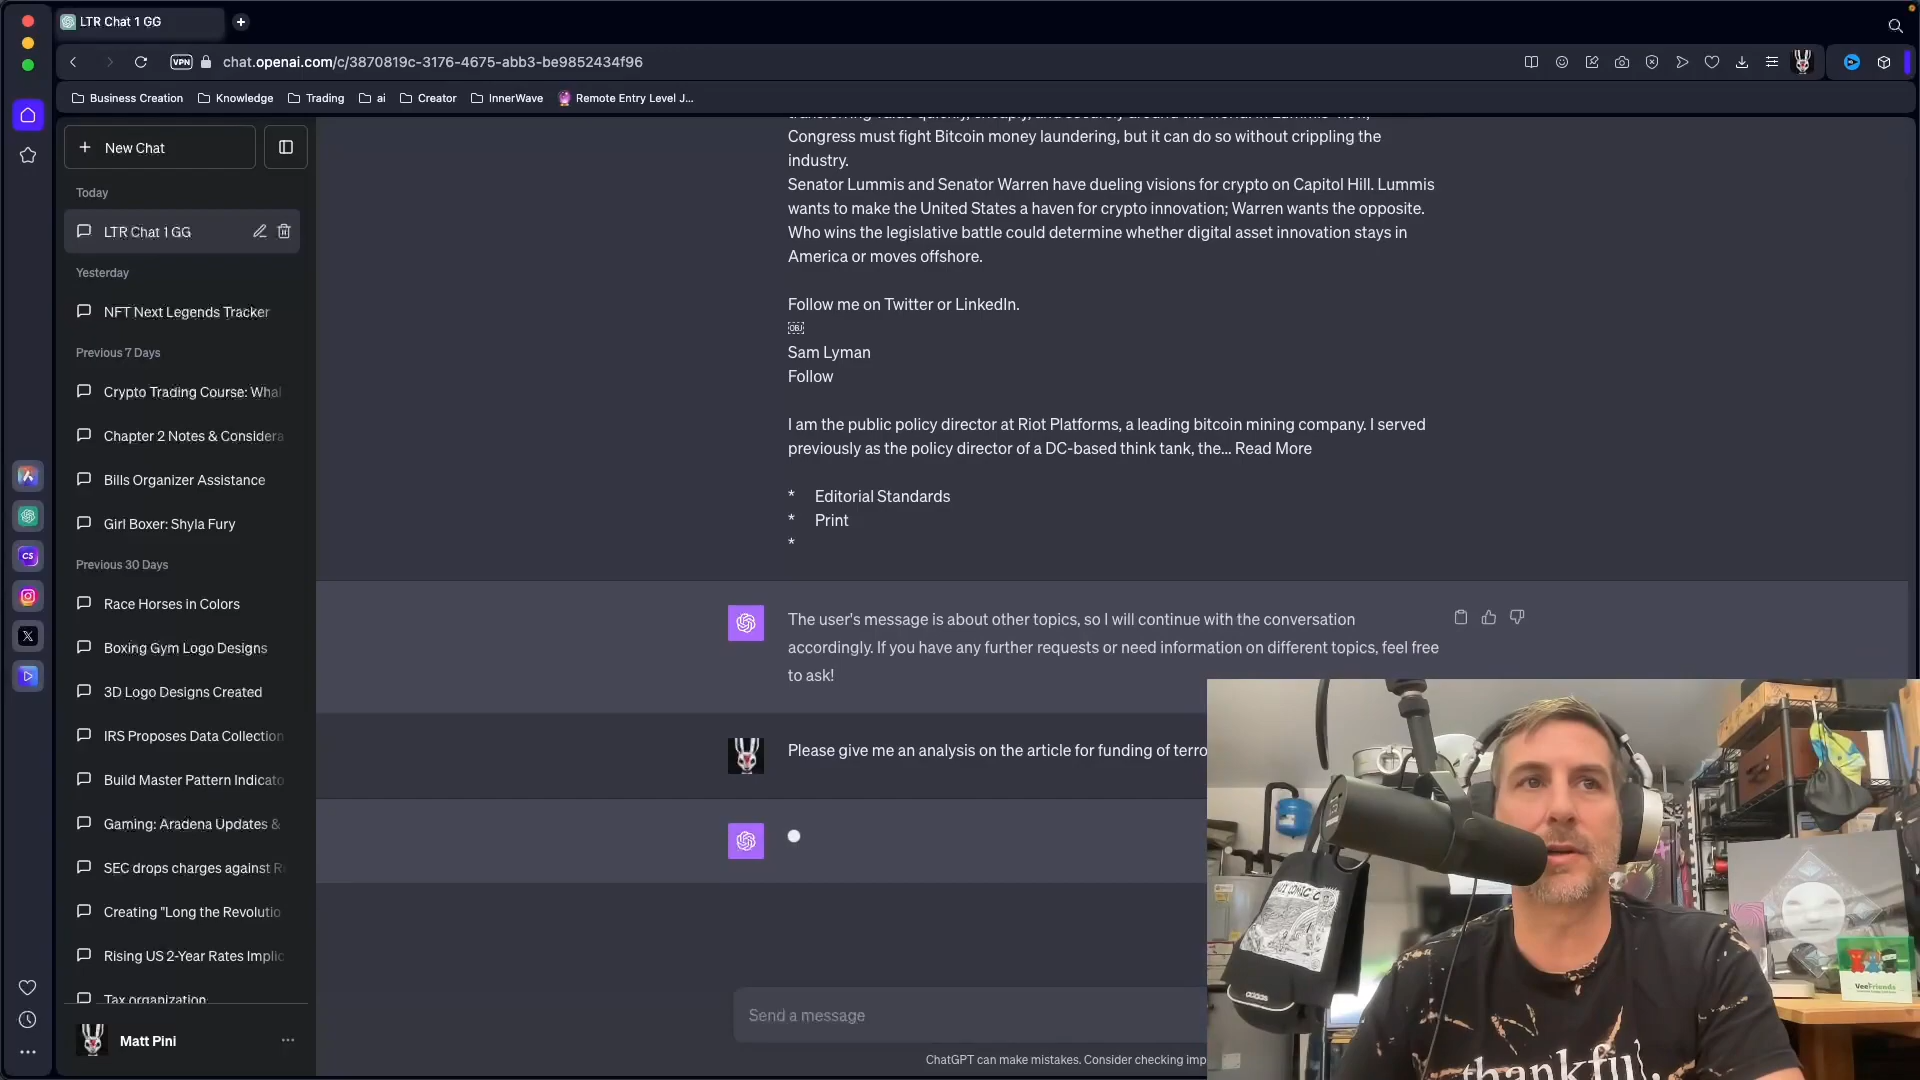 LTR Chat 1 GG
VPN
chat.openai.com/c/3870819c-3176-4675-abb3-be9852434f96
Business Creation
Knowledge
Trading
ai
Creator
InnerWave
Remote Entry Level J...
New Chat
Today
LTR Chat 1 GG
Yesterday
NFT Next Legends Tracker
Previous 7 Days
Crypto Trading Course: Whal
Chapter 2 Notes & Considera
Bills Organizer Assistance
Girl Boxer: Shyla Fury
Previous 30 Days
Race Horses in Colors
Boxing Gym Logo Designs
3D Logo Designs Created
IRS Proposes Data Collection
Build Master Pattern Indicato
Gaming: Aradena Updates &
SEC drops charges against R
Creating "Long the Revolutio
Rising US 2-Year Rates Implic
Tax organization
Matt Pini
CS
Congress must fight Bitcoin money laundering, but it can do so without crippling the
industry.
Senator Lummis and Senator Warren have dueling visions for crypto on Capitol Hill. Lummis
wants to make the United States a haven for crypto innovation; Warren wants the opposite.
Who wins the legislative battle could determine whether digital asset innovation stays in
America or moves offshore.
Follow me on Twitter or LinkedIn.
OBJ
Sam Lyman
Follow
I am the public policy director at Riot Platforms, a leading bitcoin mining company. I served
previously as the policy director of a DC-based think tank, the... Read More
* Editorial Standards
* Print
*
The user's message is about other topics, so I will continue with the conversation
accordingly. If you have any further requests or need information on different topics, feel free
to ask!
Please give me an analysis on the article for funding of terro
Send a message
ChatGPT can make mistakes. Consider checking imp
adidas
VeeFriends
thankful.